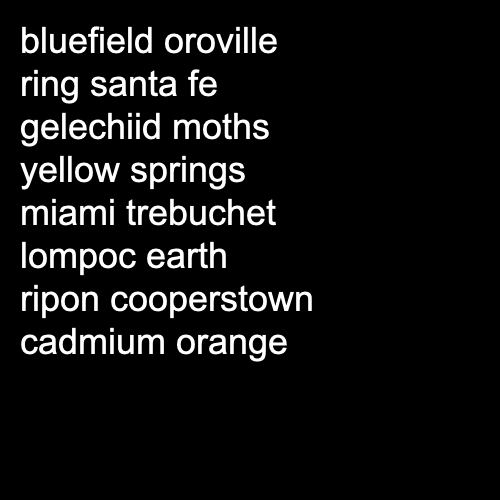 bluefield oroville
ring santa fe
gelechiid moths
yellow springs
miami trebuchet
lompoc earth
ripon cooperstown
cadmium orange